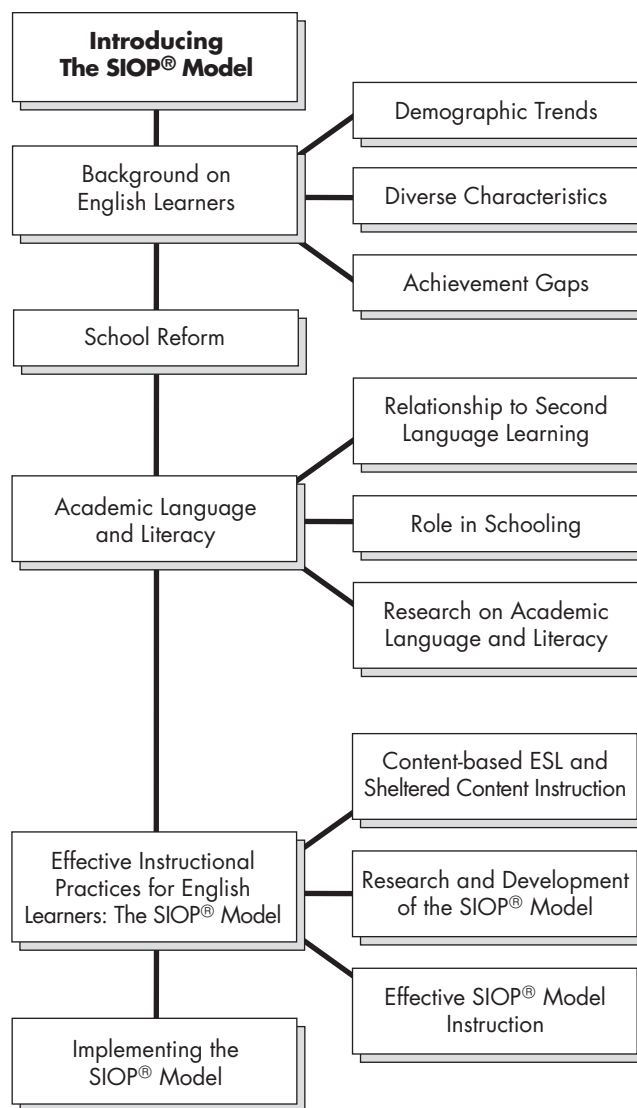 Introducing
The SIOP® Model
Background on
English Learners
Demographic Trends
Diverse Characteristics
Achievement Gaps
School Reform
Academic Language
and Literacy
Relationship to Second
Language Learning
Role in Schooling
Research on Academic
Language and Literacy
Effective Instructional
Practices for English
Learners: The SIOP® Model
Content-based ESL and
Sheltered Content Instruction
Research and Development
of the SIOP® Model
Effective SIOP® Model
Instruction
Implementing the
SIOP® Model